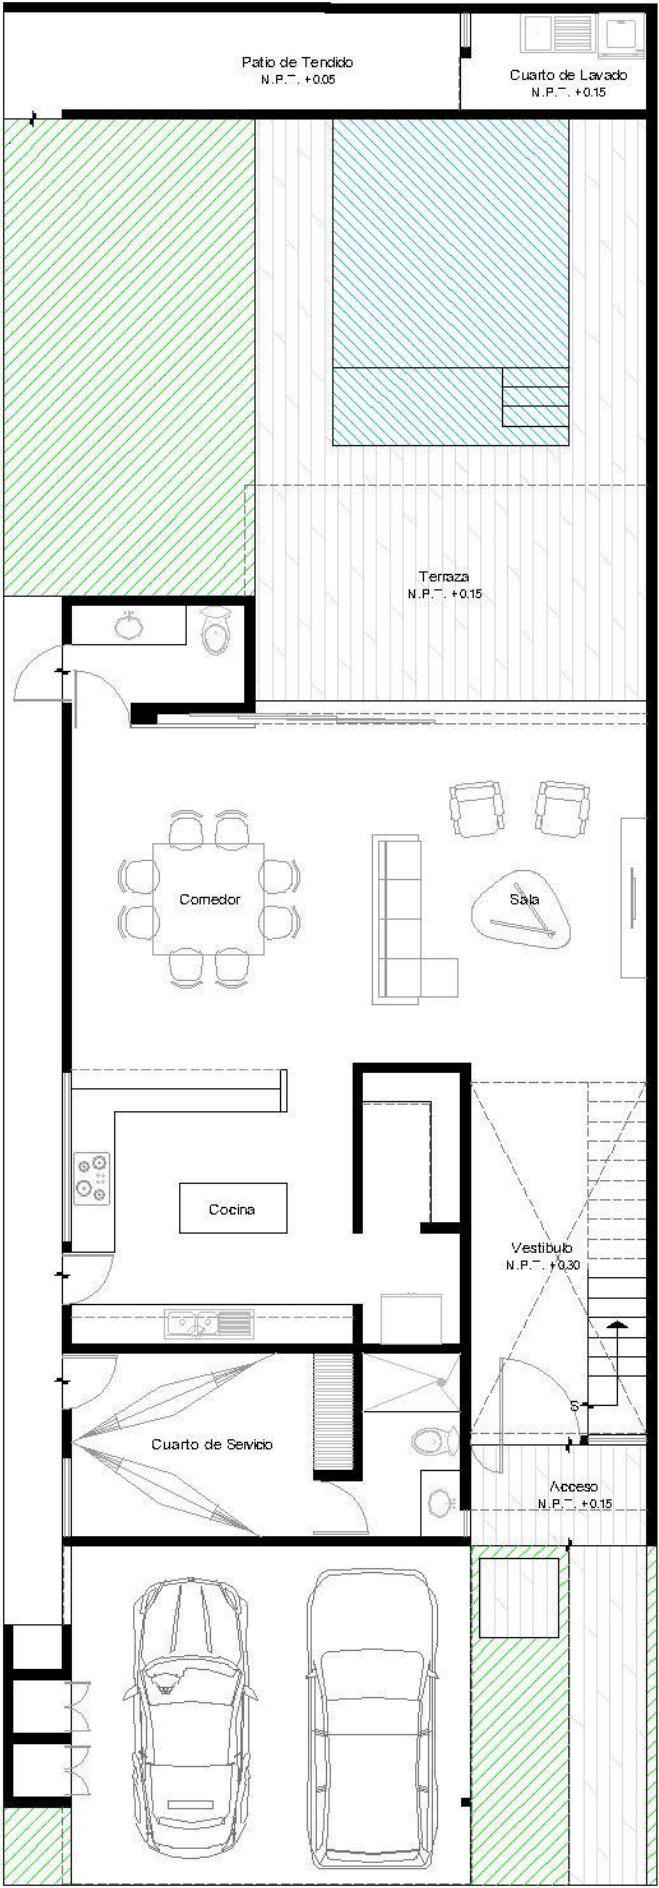 Patio de Tendido
N.P.T. +0.05
Cuarto de Lavado
N.P.T. +0.15
Terraza
N.P.T. +0.15
Comedor
Sala
Cocina
Vestibulo
N.P.T. +0.30
S
Cuarto de Servicio
Acceso
N.P.T. +0.15